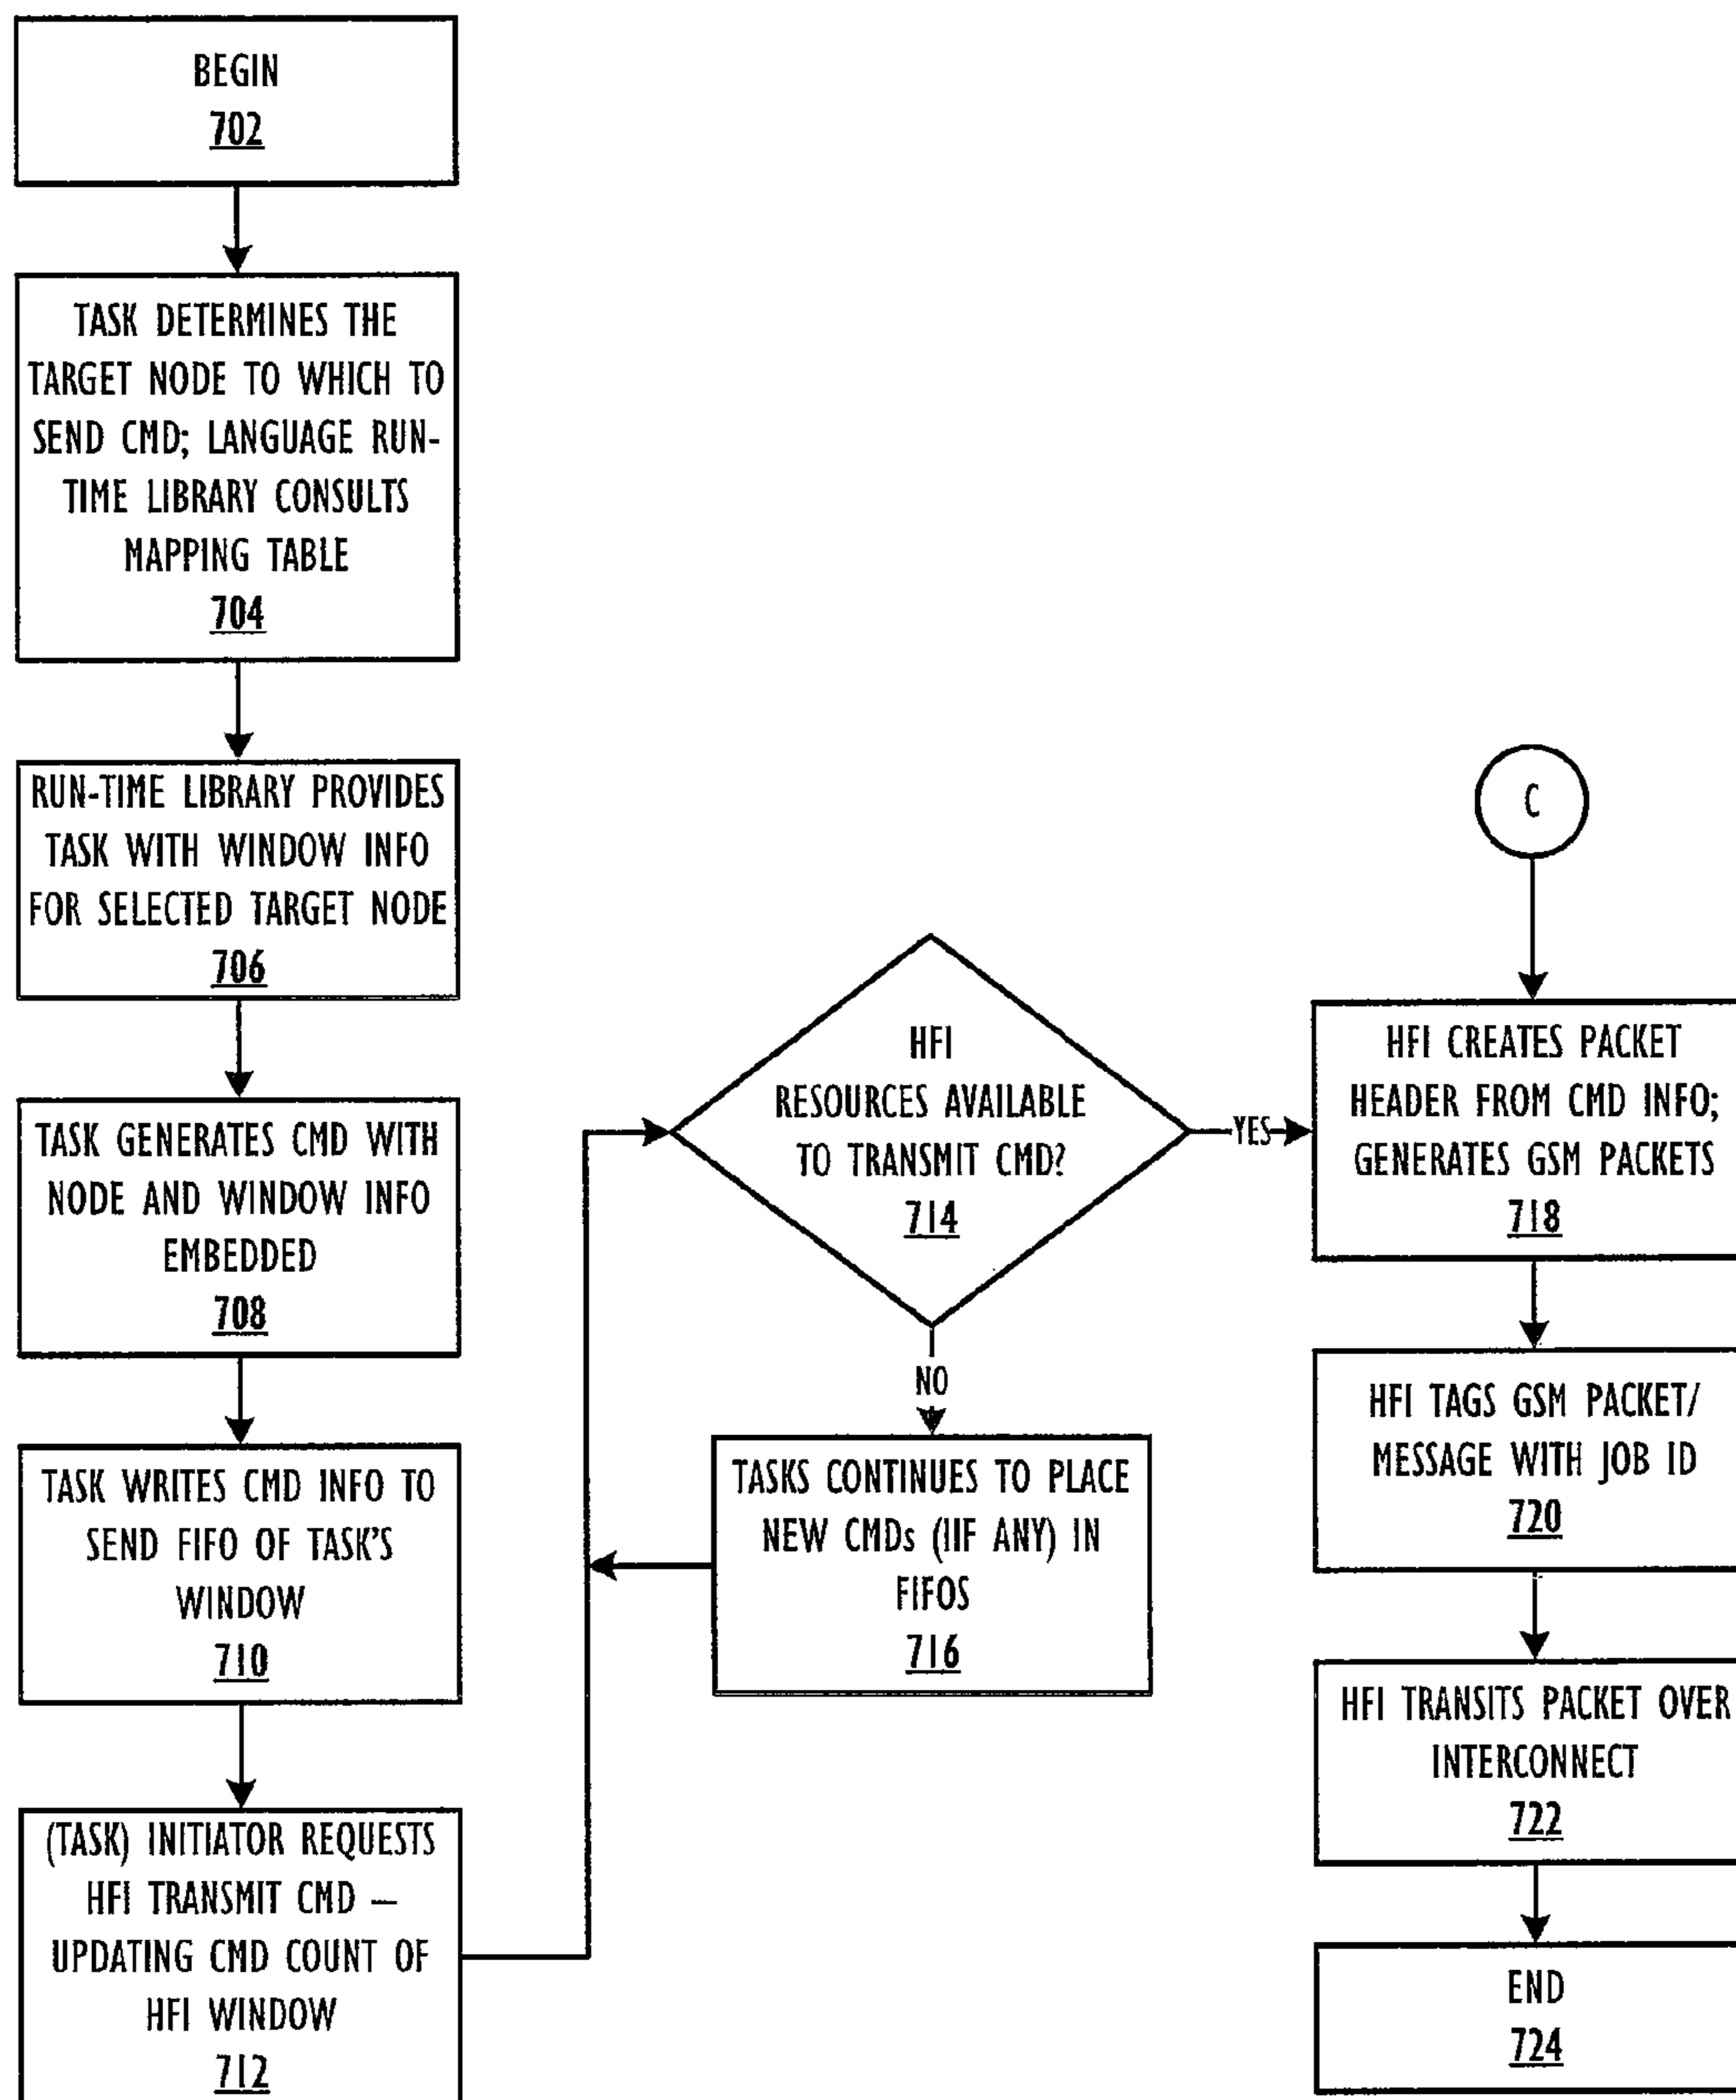 BEGIN
702
TASK DETERMINES THE
TARGET NODE TO WHICH TO
SEND CMD; LANGUAGE RUN-
TIME LIBRARY CONSULTS
MAPPING TABLE
704
RUN-TIME LIBRARY PROVIDES
TASK WITH WINDOW INFO
FOR SELECTED TARGET NODE
706
TASK GENERATES CMD WITH
NODE AND WINDOW INFO
EMBEDDED
708
TASK WRITES CMD INFO TO
SEND FIFO OF TASK'S
WINDOW
710
(TASK) INITIATOR REQUESTS
HFI TRANSMIT CMD –
UPDATING CMD COUNT OF
HFI WINDOW
712
HFI
RESOURCES AVAILABLE
TO TRANSMIT CMD?
714
YES
NO
TASKS CONTINUES TO PLACE
NEW CMDs (IIF ANY) IN
FIFOS
716
C
HFI CREATES PACKET
HEADER FROM CMD INFO;
GENERATES GSM PACKETS
718
HFI TAGS GSM PACKET/
MESSAGE WITH JOB ID
720
HFI TRANSITS PACKET OVER
INTERCONNECT
722
END
724